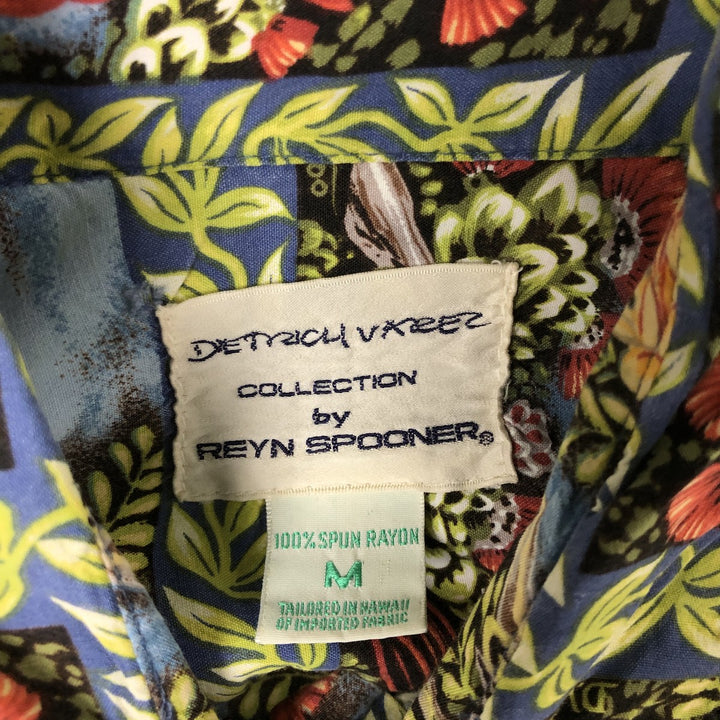 DIETRICH VAREZ
COLLECTION
by
REYN SPOONER®
100% SPUN RAYON
M
TAILORED IN HAWAII
OF IMPORTED FABRIC